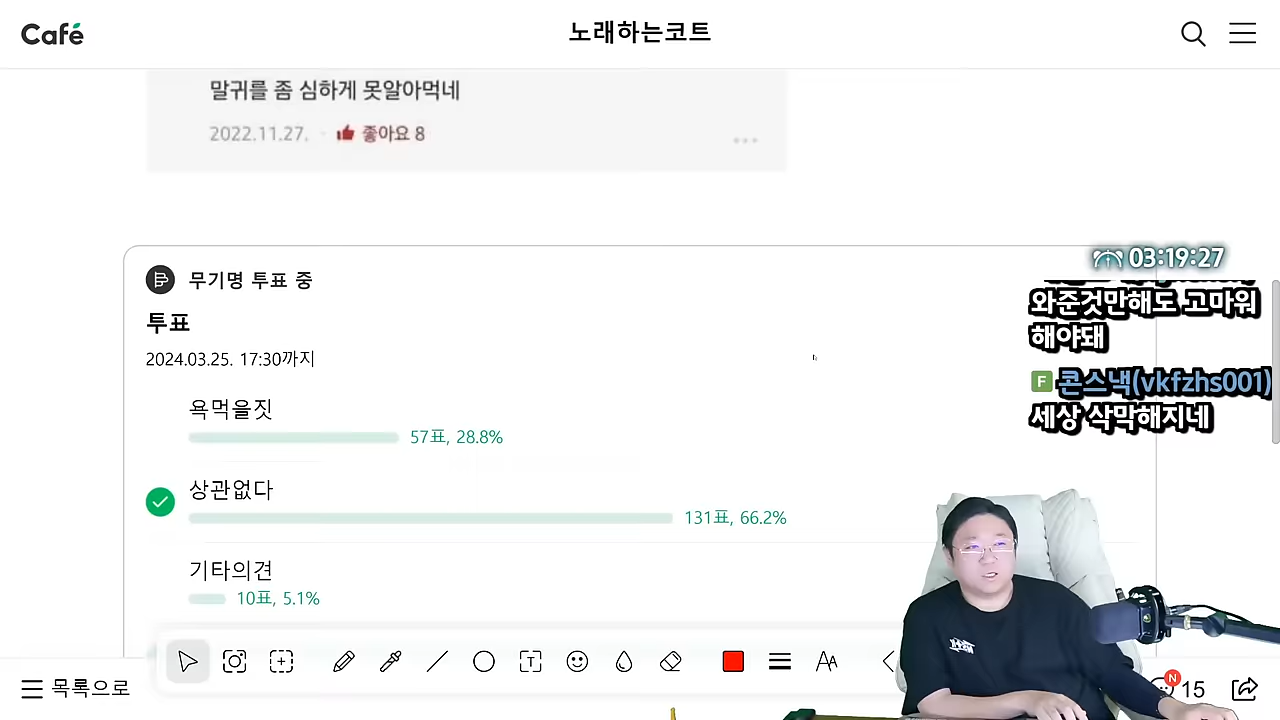 Café
노래하는코트
말귀를 좀 심하게 못알아먹네
2022.11.27. · 좋아요 8
무기명 투표 중
투표
2024.03.25. 17:30까지
욕먹을짓
57표, 28.8%
상관없다
131표, 66.2%
기타의견
10표, 5.1%
03:19:27
와준것만해도 고마워
해야돼
F 콘스낵(vkfzhs001)
세상 삭막해지네
T
AA
목록으로
N
15